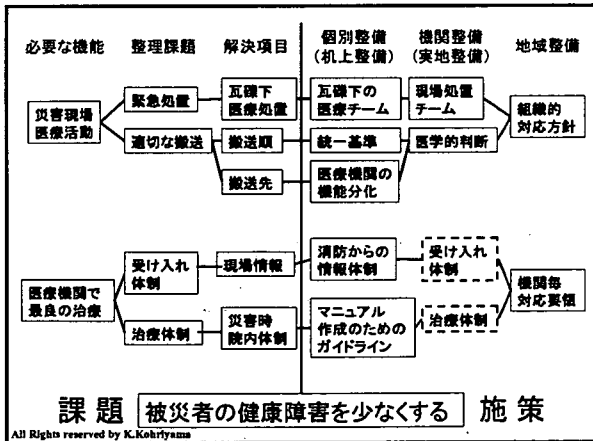 必要な機能
整理課題
解決項目
個別整備
(机上整備)
機関整備
(実地整備)
地域整備
災害現場
医療活動
緊急処置
瓦礫下
医療処置
瓦礫下の
医療チーム
現場処置
チーム
組織的
対応方針
適切な搬送
搬送順
統一基準
医学的判断
搬送先
医療機関の
機能分化
医療機関で
最良の治療
受け入れ
体制
現場情報
消防からの
情報体制
受け入れ
体制
機関毎
対応要領
治療体制
災害時
院内体制
マニュアル
作成のための
ガイドライン
治療体制
課題 被災者の健康障害を少なくする 施策
All Rights reserved by K.Kohriyama